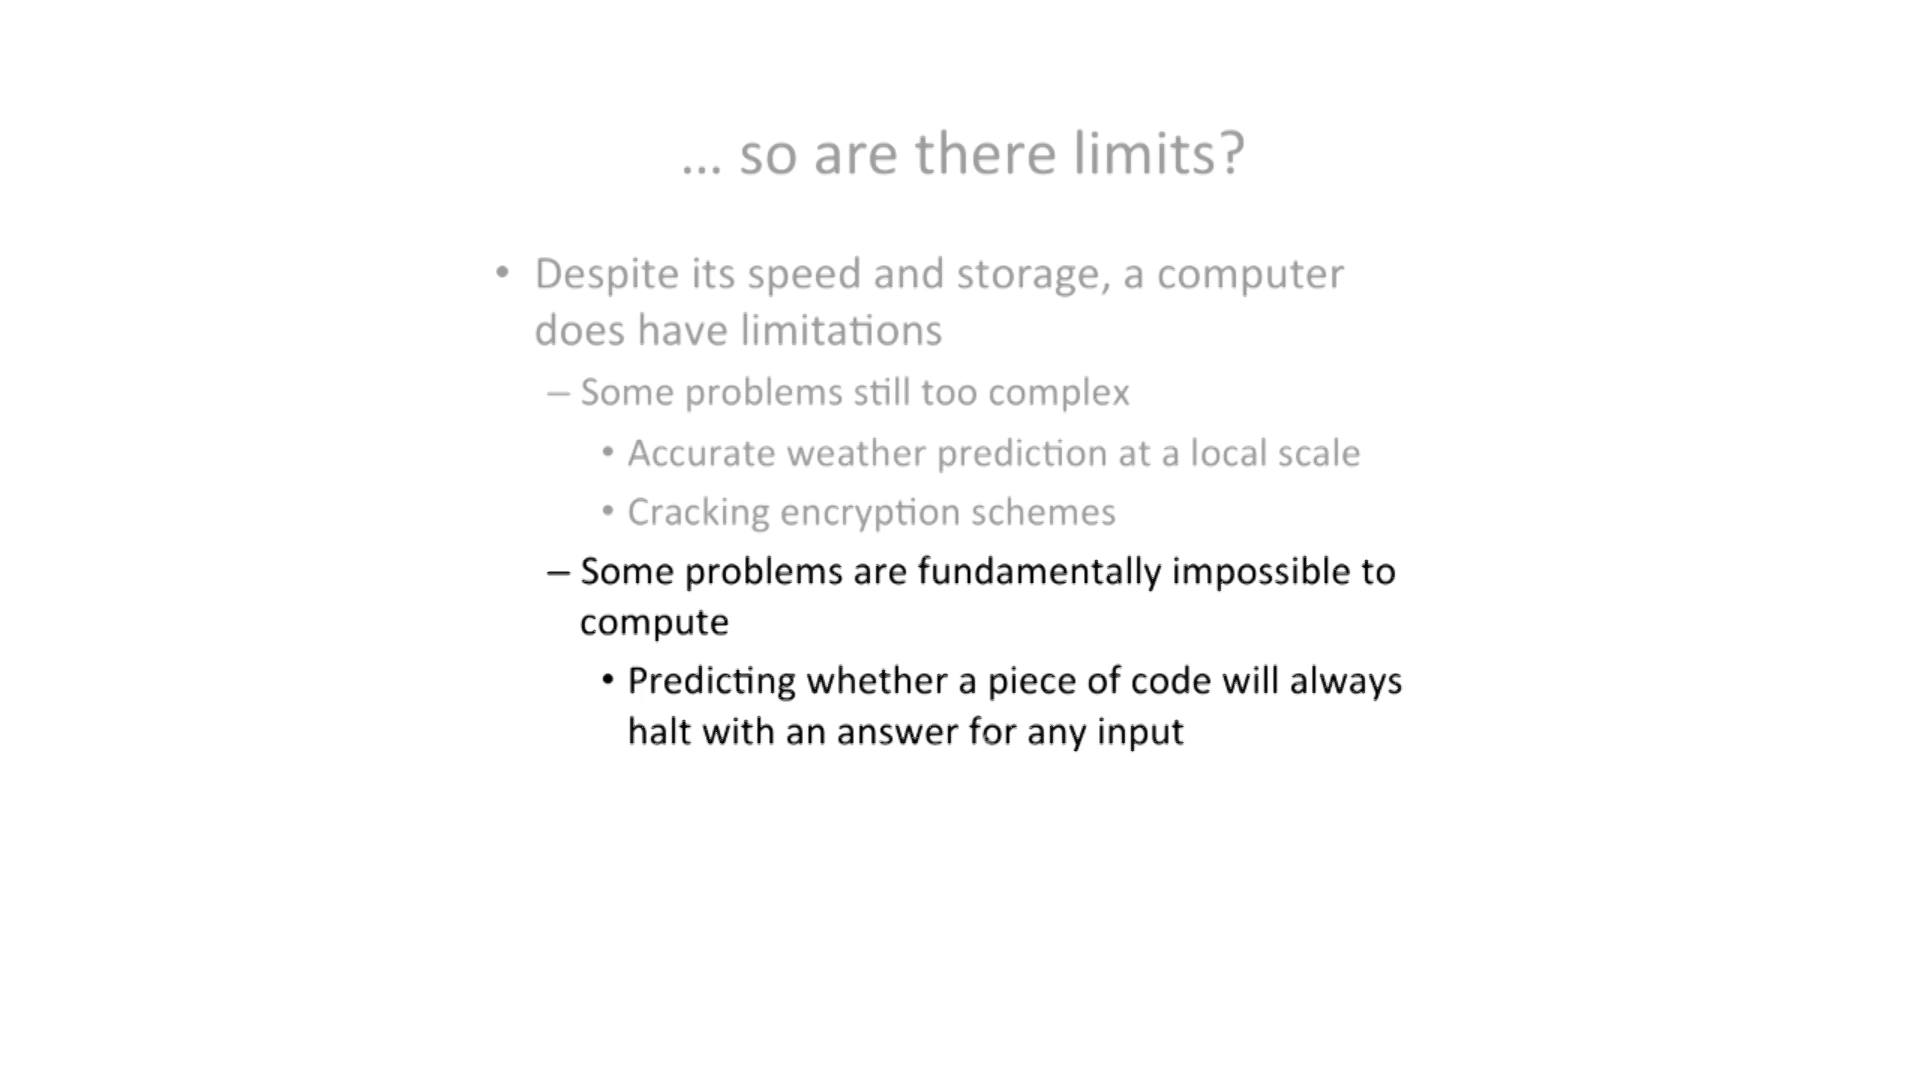 ... so are there limits?
• Despite its speed and storage, a computer
does have limitations
– Some problems still too complex
• Accurate weather prediction at a local scale
• Cracking encryption schemes
– Some problems are fundamentally impossible to
compute
• Predicting whether a piece of code will always
halt with an answer for any input